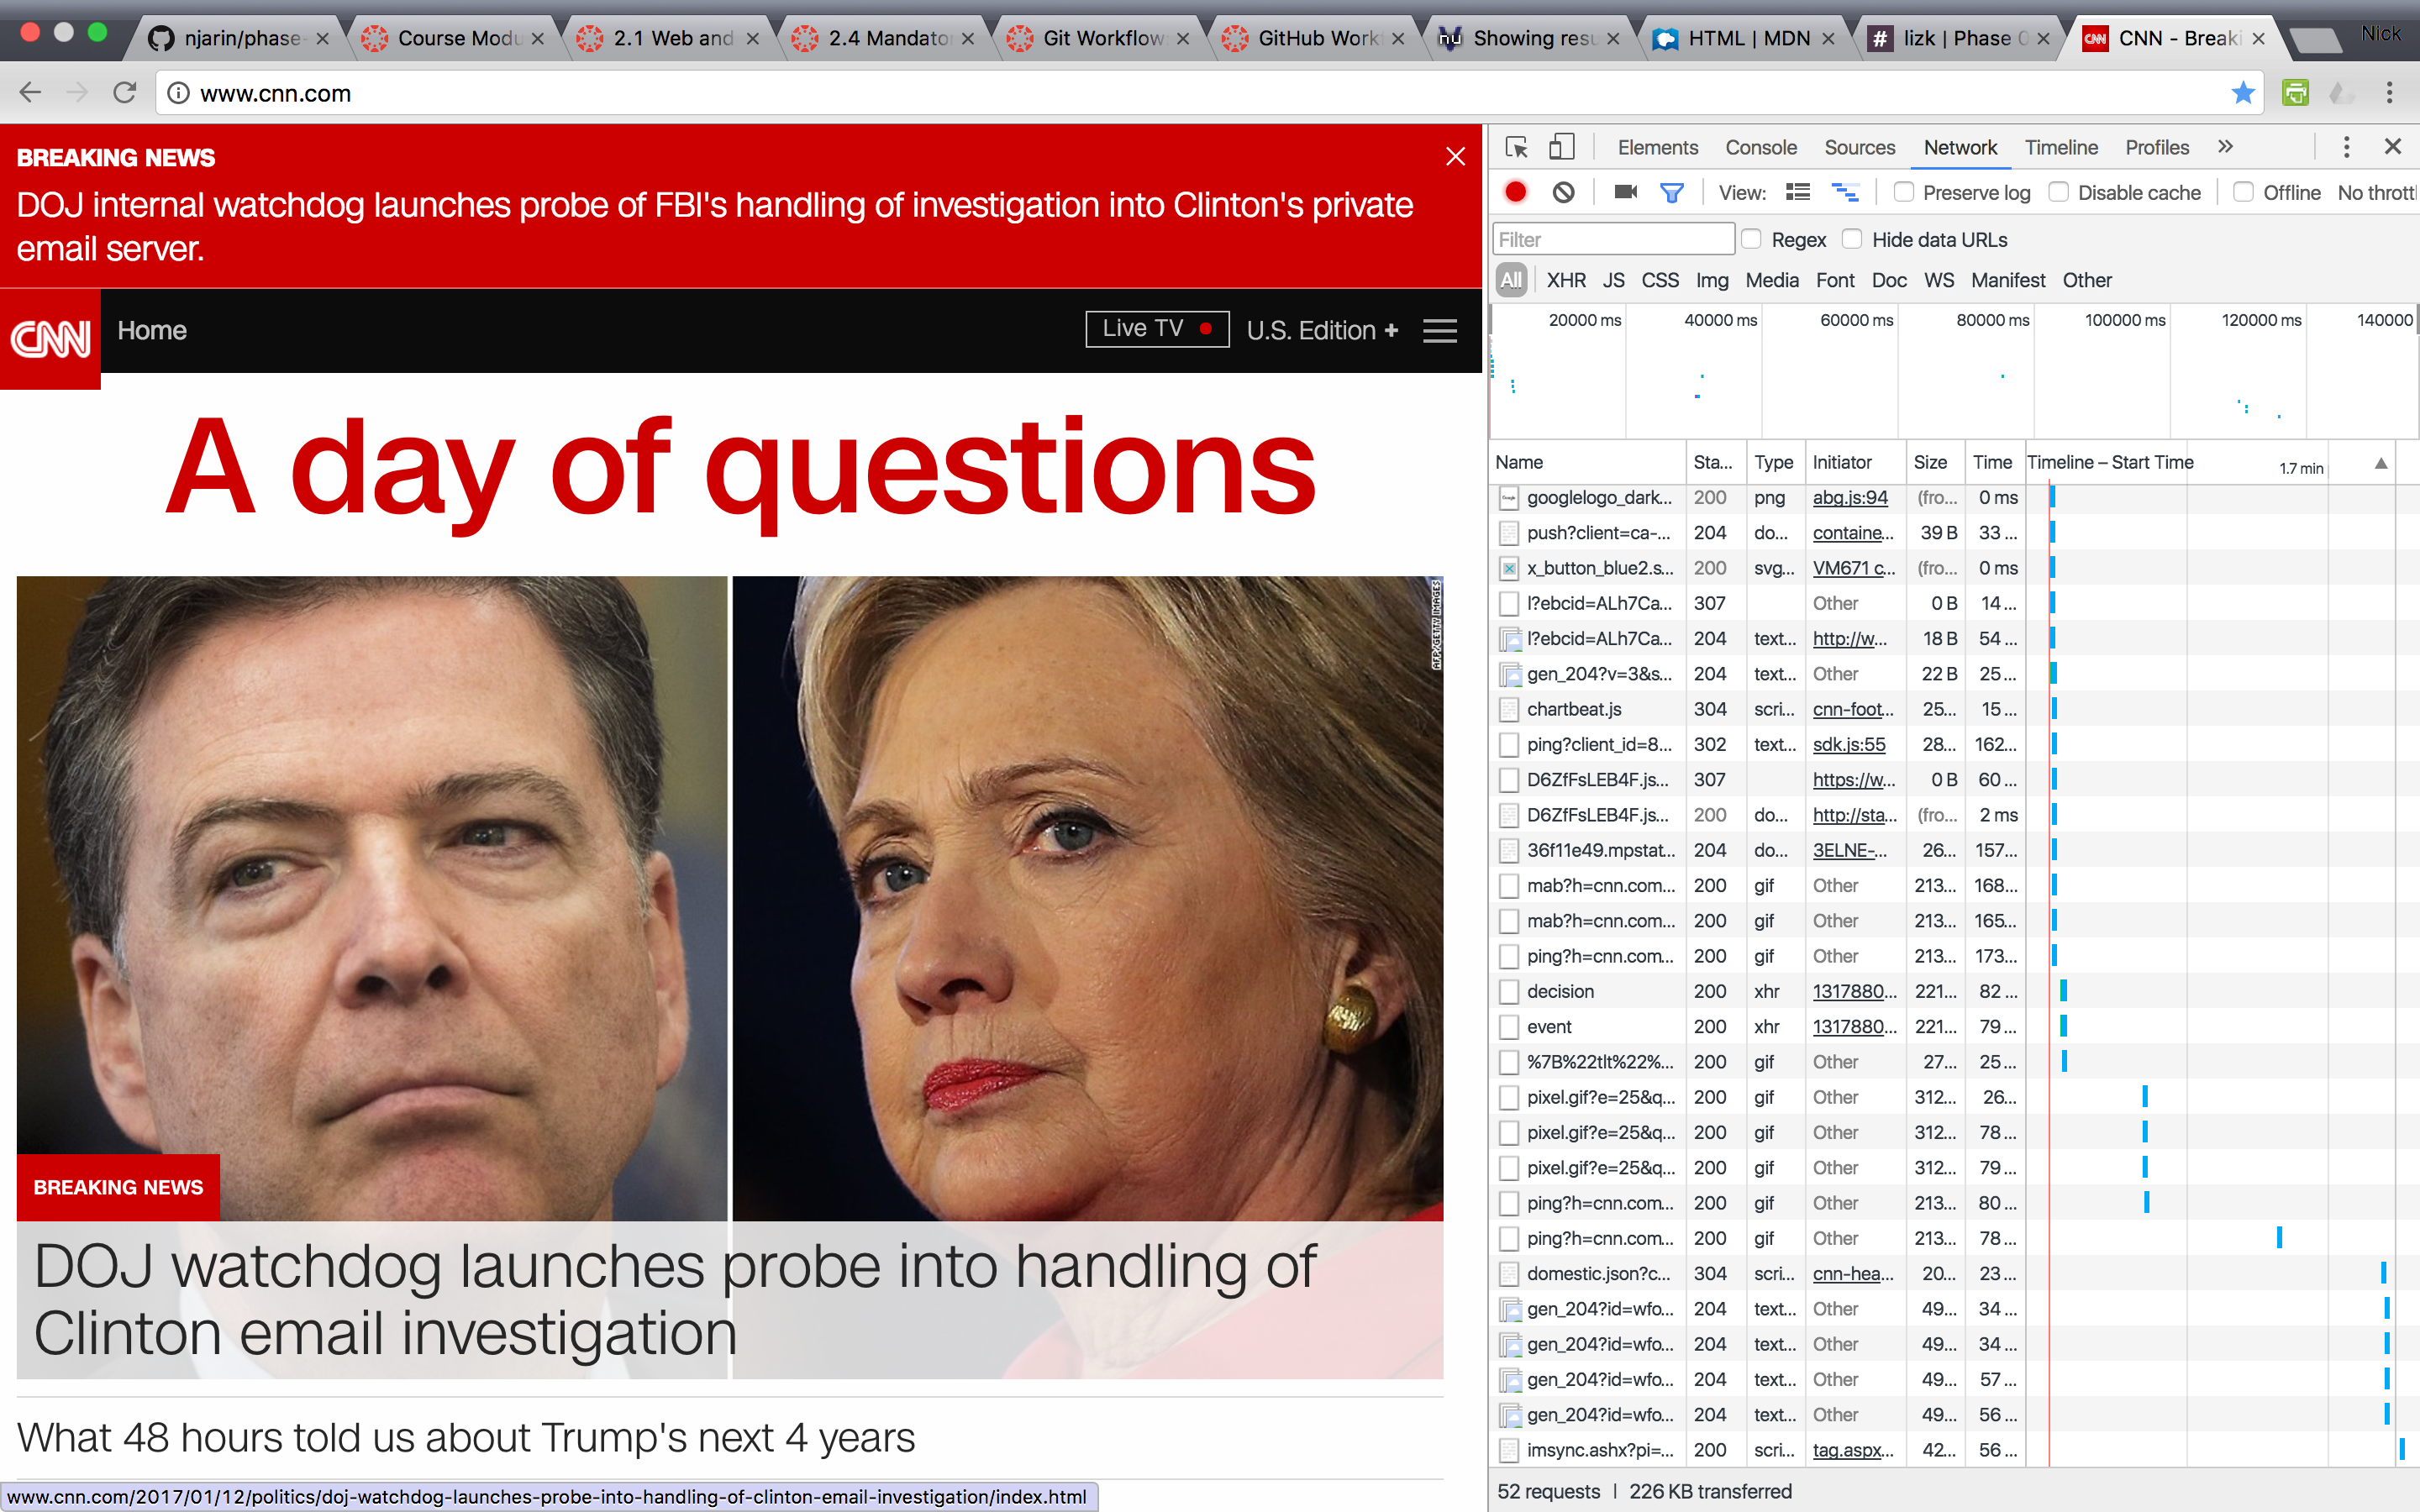 njarin/phase-
Course Modu
2.1 Web and
2.4 Mandato
Git Workflow
GitHub Work
Showing resu
HTML | MDN
lizk | Phase 0
CNN - Breaki
Nick
www.cnn.com
BREAKING NEWS
DOJ internal watchdog launches probe of FBI's handling of investigation into Clinton's private
email server.
CNN
Home
Live TV
U.S. Edition +
A day of questions
AFP/GETTY IMAGES
BREAKING NEWS
DOJ watchdog launches probe into handling of
Clinton email investigation
What 48 hours told us about Trump's next 4 years
www.cnn.com/2017/01/12/politics/doj-watchdog-launches-probe-into-handling-of-clinton-email-investigation/index.html
Elements Console Sources Network Timeline Profiles »
View: Preserve log Disable cache Offline No thrott
Filter Regex Hide data URLs
All XHR JS CSS Img Media Font Doc WS Manifest Other
20000 ms 40000 ms 60000 ms 80000 ms 100000 ms 120000 ms 140000
Name Sta... Type Initiator Size Time Timeline – Start Time 1.7 min
googlelogo_dark... 200 png abg.js:94 (fro... 0 ms
push?client=ca-... 204 do... containe... 39 B 33 ...
x_button_blue2.s... 200 svg... VM671 c... (fro... 0 ms
l?ebcid=ALh7Ca... 307 Other 0 B 14 ...
l?ebcid=ALh7Ca... 204 text... http://w... 18 B 54 ...
gen_204?v=3&s... 204 text... Other 22 B 25 ...
chartbeat.js 304 scri... cnn-foot... 25... 15 ...
ping?client_id=8... 302 text... sdk.js:55 28... 162...
D6ZfFsLEB4F.js... 307 https://w... 0 B 60 ...
D6ZfFsLEB4F.js... 200 do... http://sta... (fro... 2 ms
36f11e49.mpstat... 204 do... 3ELNE-... 26... 157...
mab?h=cnn.com... 200 gif Other 213... 168...
mab?h=cnn.com... 200 gif Other 213... 165...
ping?h=cnn.com... 200 gif Other 213... 173...
decision 200 xhr 1317880... 221... 82 ...
event 200 xhr 1317880... 221... 79 ...
%7B%22tlt%22%... 200 gif Other 27... 25 ...
pixel.gif?e=25&q... 200 gif Other 312... 26...
pixel.gif?e=25&q... 200 gif Other 312... 78 ...
pixel.gif?e=25&q... 200 gif Other 312... 79 ...
ping?h=cnn.com... 200 gif Other 213... 80 ...
ping?h=cnn.com... 200 gif Other 213... 78 ...
domestic.json?c... 304 scri... cnn-hea... 20... 23 ...
gen_204?id=wfo... 204 text... Other 49... 34 ...
gen_204?id=wfo... 204 text... Other 49... 34 ...
gen_204?id=wfo... 204 text... Other 49... 57 ...
gen_204?id=wfo... 204 text... Other 49... 56 ...
imsync.ashx?pi=... 200 scri... tag.aspx... 42... 56 ...
52 requests | 226 KB transferred